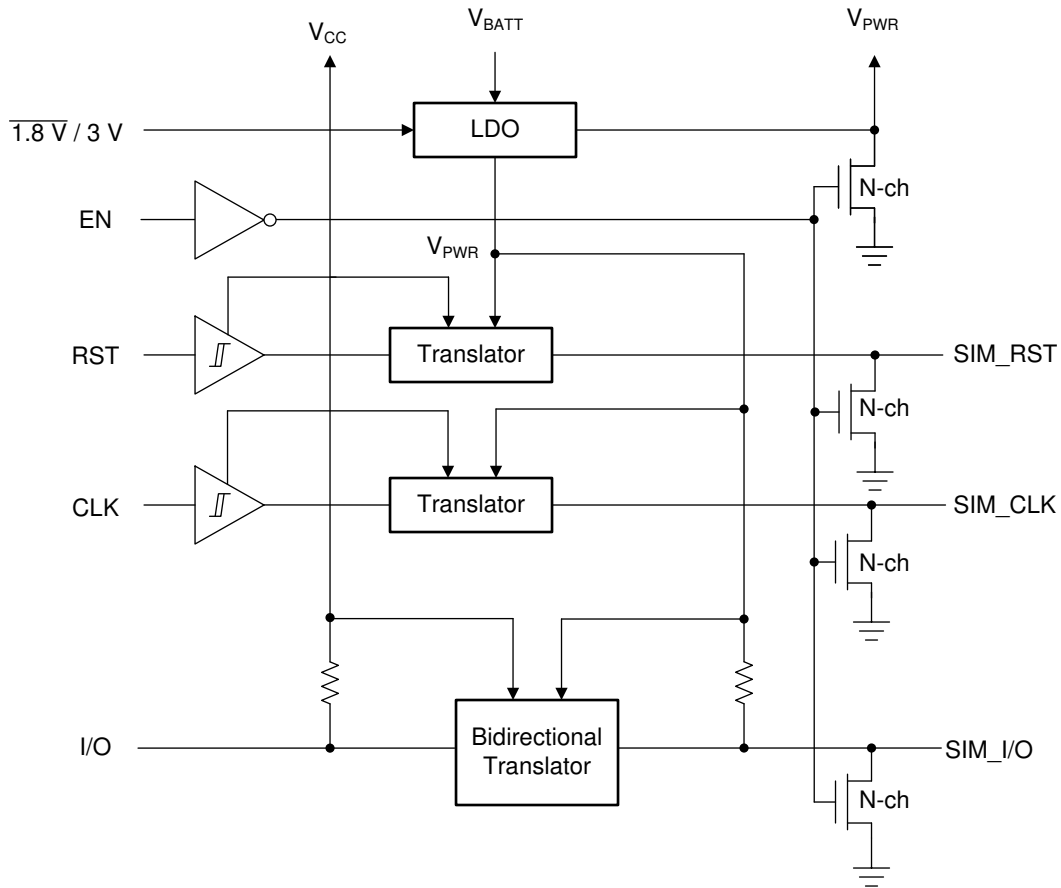 V_CC
V_BATT
V_PWR
1.8 V / 3 V
LDO
N-ch
EN
V_PWR
RST
Translator
SIM_RST
N-ch
CLK
Translator
SIM_CLK
N-ch
I/O
Bidirectional
Translator
SIM_I/O
N-ch